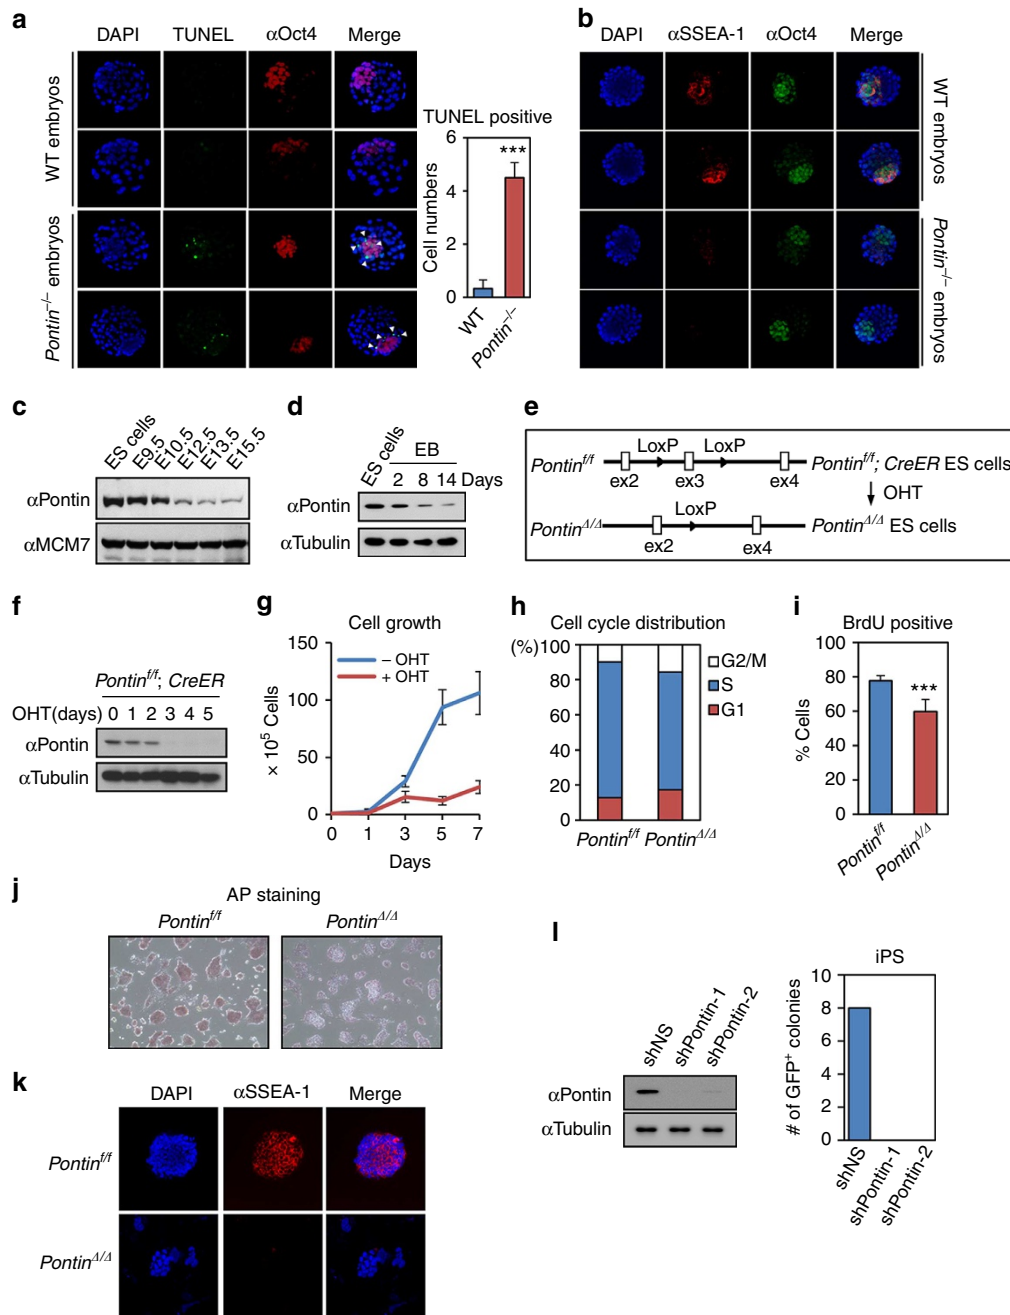 a
DAPI TUNEL αOct4 Merge
WT embryos
Pontin–/– embryos
TUNEL positive
Cell numbers
6
4
2
0
***
WT
Pontin–/–
b
DAPI αSSEA-1 αOct4 Merge
WT embryos
Pontin–/– embryos
c
ES cells E9.5 E10.5 E12.5 E13.5 E15.5
αPontin
αMCM7
d
ES cells
EB
2 8 14 Days
αPontin
αTubulin
e
LoxP LoxP
Pontinf/f
Pontinf/f; CreER ES cells
ex2 ex3 ex4
OHT
LoxP
PontinΔ/Δ
PontinΔ/Δ ES cells
ex2 ex4
f
Pontinf/f; CreER
OHT(days) 0 1 2 3 4 5
αPontin
αTubulin
g
Cell growth
× 10⁵ Cells
150
100
50
0
– OHT
+ OHT
0 1 3 5 7
Days
h
Cell cycle distribution
(%)
100
80
60
40
20
0
G2/M
S
G1
Pontinf/f PontinΔ/Δ
i
BrdU positive
% Cells
100
80
60
40
20
0
***
Pontinf/f
PontinΔ/Δ
j
AP staining
Pontinf/f PontinΔ/Δ
k
DAPI αSSEA-1 Merge
Pontinf/f
PontinΔ/Δ
l
shNS shPontin-1 shPontin-2
αPontin
αTubulin
iPS
# of GFP⁺ colonies
10
8
6
4
2
0
shNS
shPontin-1
shPontin-2